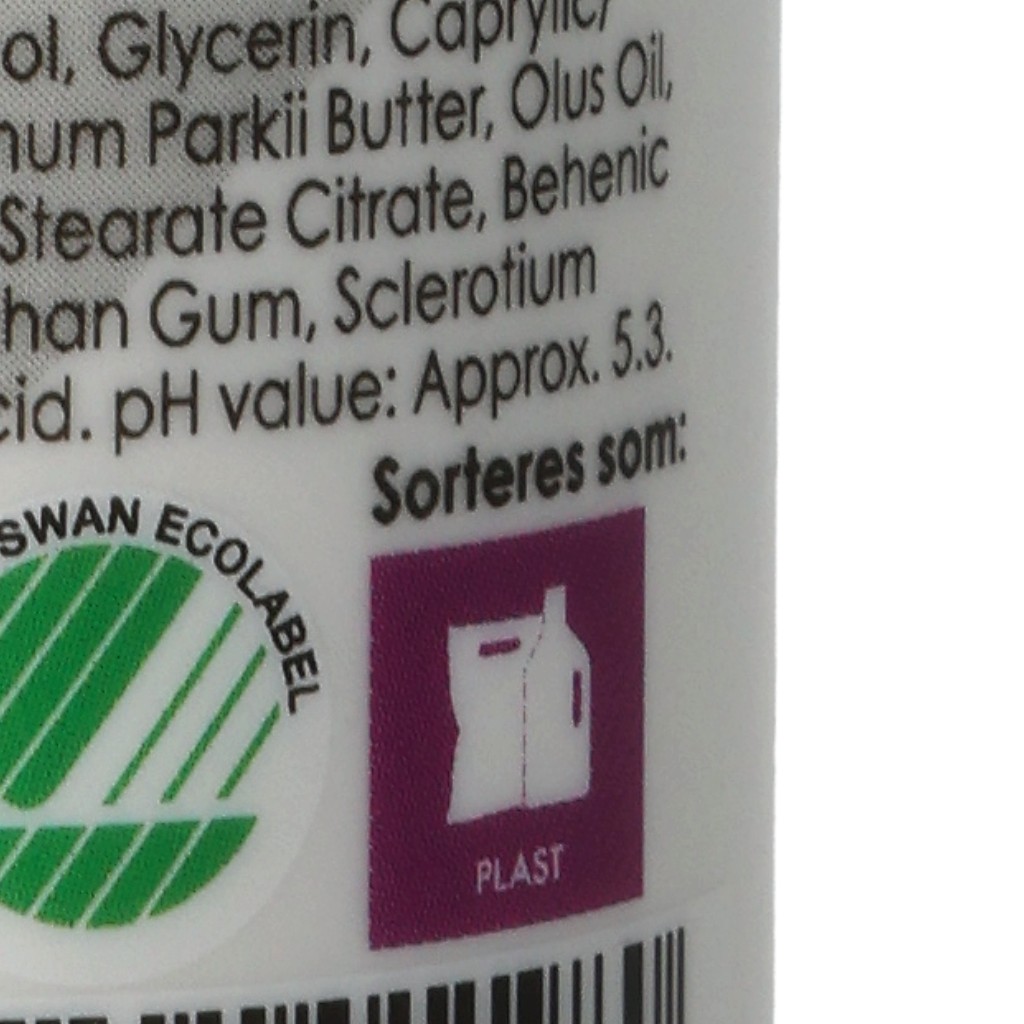 ol, Glycerin, Caprylic/
num Parkii Butter, Olus Oil,
Stearate Citrate, Behenic
han Gum, Sclerotium
cid. pH value: Approx. 5.3.
Sorteres som:
SWAN ECOLABEL
PLAST